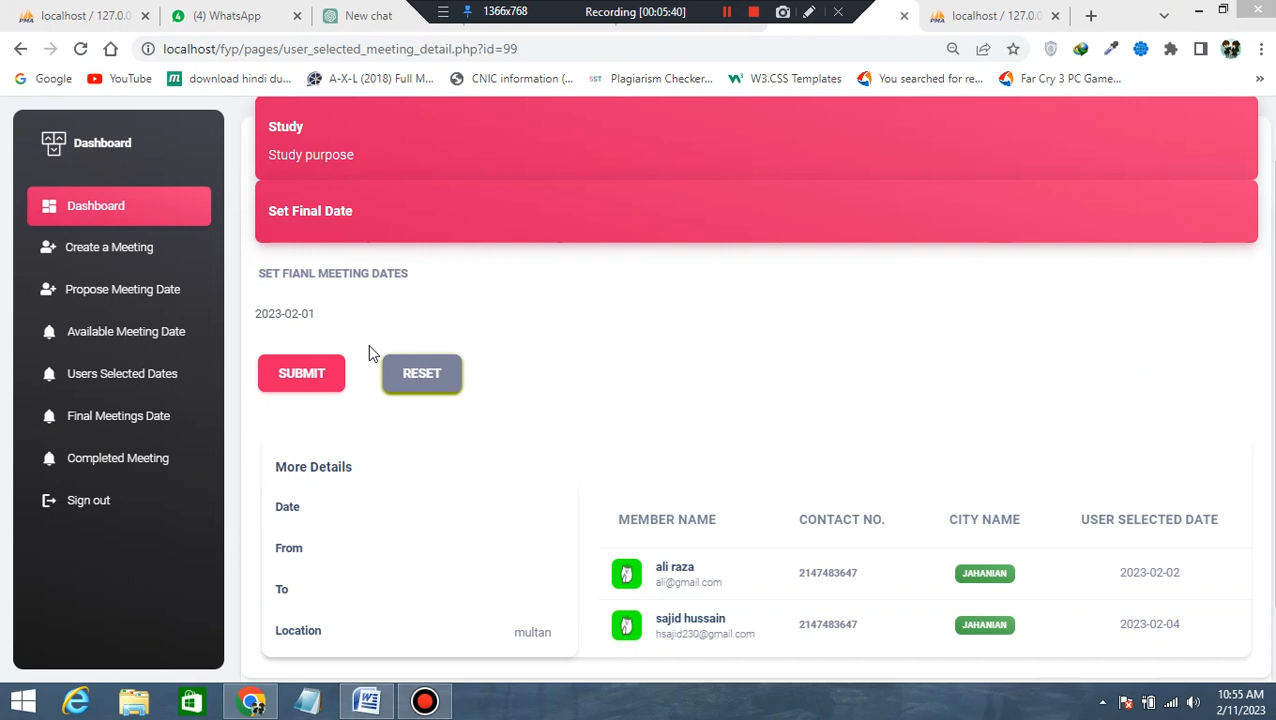 localhost / 127.0.
(4) WhatsApp
New chat
1366x768
Recording [00:05:40]
localhost / 127.0.
localhost/fyp/pages/user_selected_meeting_detail.php?id=99
Google
YouTube
download hindi du...
A-X-L (2018) Full M...
CNIC information (...
SST Plagiarism Checker...
W3.CSS Templates
You searched for re...
Far Cry 3 PC Game...
»
Dashboard
Dashboard
Create a Meeting
Propose Meeting Date
Available Meeting Date
Users Selected Dates
Final Meetings Date
Completed Meeting
Sign out
Study
Study purpose
Set Final Date
SET FIANL MEETING DATES
2023-02-01
SUBMIT
RESET
More Details
Date
From
To
Location multan
MEMBER NAME CONTACT NO. CITY NAME USER SELECTED DATE
ali raza
ali@gmail.com
2147483647 JAHANIAN 2023-02-02
sajid hussain
hsajid230@gmail.com
2147483647 JAHANIAN 2023-02-04
10:55 AM
2/11/2023